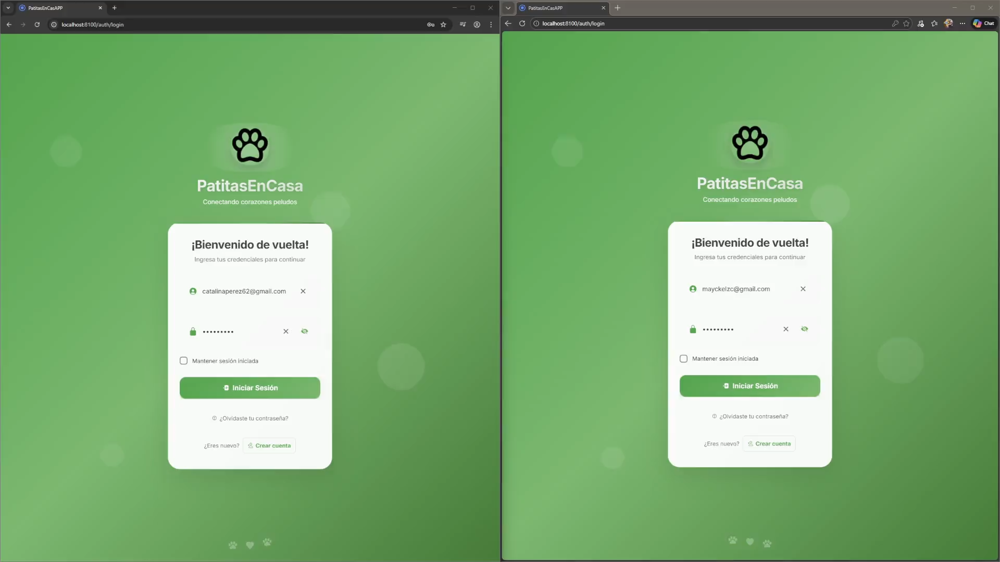 PatitasEnCasAPP
localhost:8100/auth/login
PatitasEnCasa
Conectando corazones peludos
¡Bienvenido de vuelta!
Ingresa tus credenciales para continuar
catalinaperez62@gmail.com
•••••••••
Mantener sesión iniciada
Iniciar Sesión
¿Olvidaste tu contraseña?
¿Eres nuevo? Crear cuenta
PatitasEnCasAPP
localhost:8100/auth/login
Chat
PatitasEnCasa
Conectando corazones peludos
¡Bienvenido de vuelta!
Ingresa tus credenciales para continuar
mayckelzc@gmail.com
•••••••••
Mantener sesión iniciada
Iniciar Sesión
¿Olvidaste tu contraseña?
¿Eres nuevo? Crear cuenta